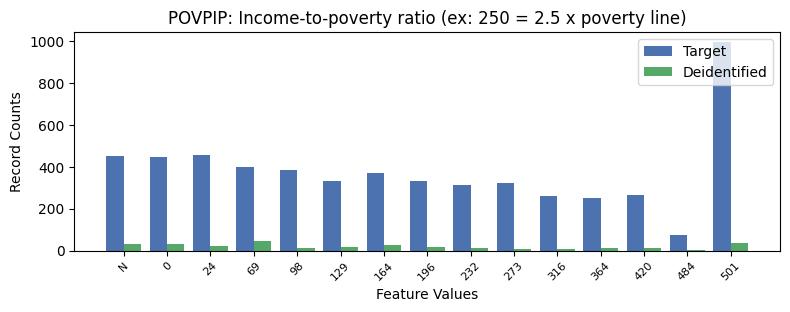 POVPIP: Income-to-poverty ratio (ex: 250 = 2.5 x poverty line)
Target
Deidentified
Record Counts
1000
800
600
400
200
0
N 0 24 69 98 129 164 196 232 273 316 364 420 484 501
Feature Values